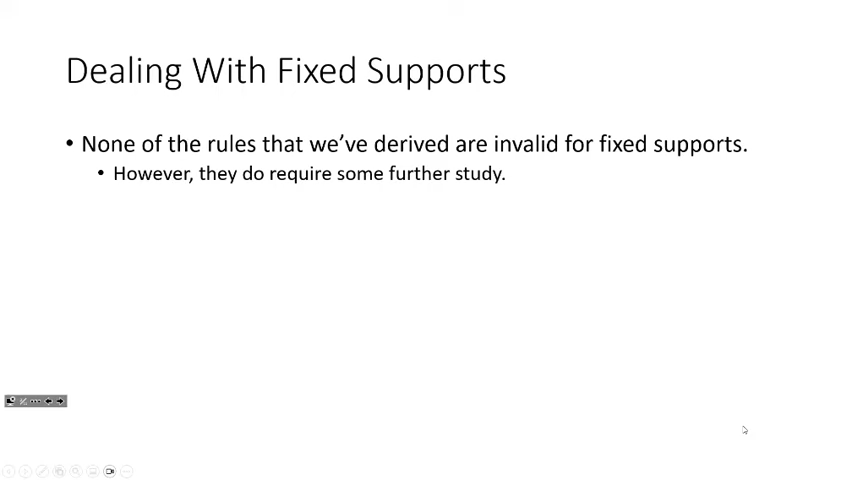 Dealing With Fixed Supports
• None of the rules that we’ve derived are invalid for fixed supports.
• However, they do require some further study.